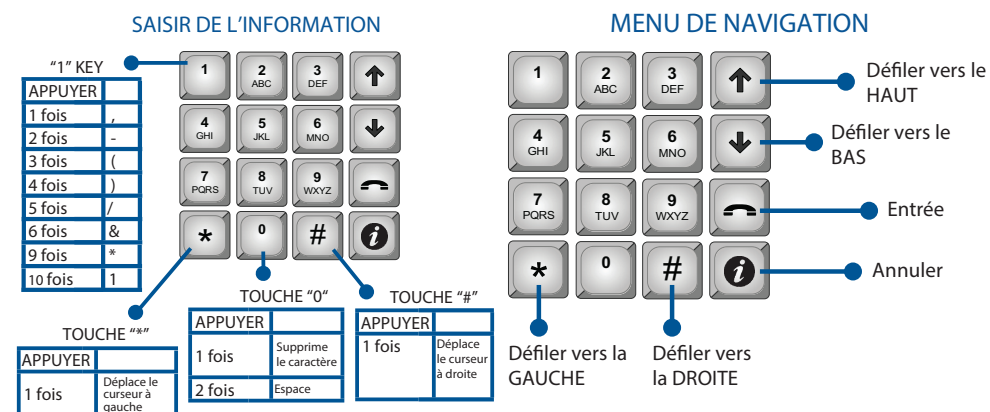 SAISIR DE L'INFORMATION
"1" KEY
APPUYER
1 fois ,
2 fois -
3 fois (
4 fois )
5 fois /
6 fois &
9 fois *
10 fois 1
1
2
ABC
3
DEF
4
GHI
5
JKL
6
MNO
7
PQRS
8
TUV
9
WXYZ
*
0
#
i
TOUCHE "*"
APPUYER
1 fois
Déplace le
curseur à
gauche
TOUCHE "0"
APPUYER
1 fois
Supprime
le caractère
2 fois
Espace
TOUCHE "#"
APPUYER
1 fois
Déplace
le curseur
à droite
MENU DE NAVIGATION
1
2
ABC
3
DEF
4
GHI
5
JKL
6
MNO
7
PQRS
8
TUV
9
WXYZ
*
0
#
i
Défiler vers le
HAUT
Défiler vers le
BAS
Entrée
Annuler
Défiler vers la
GAUCHE
Défiler vers
la DROITE